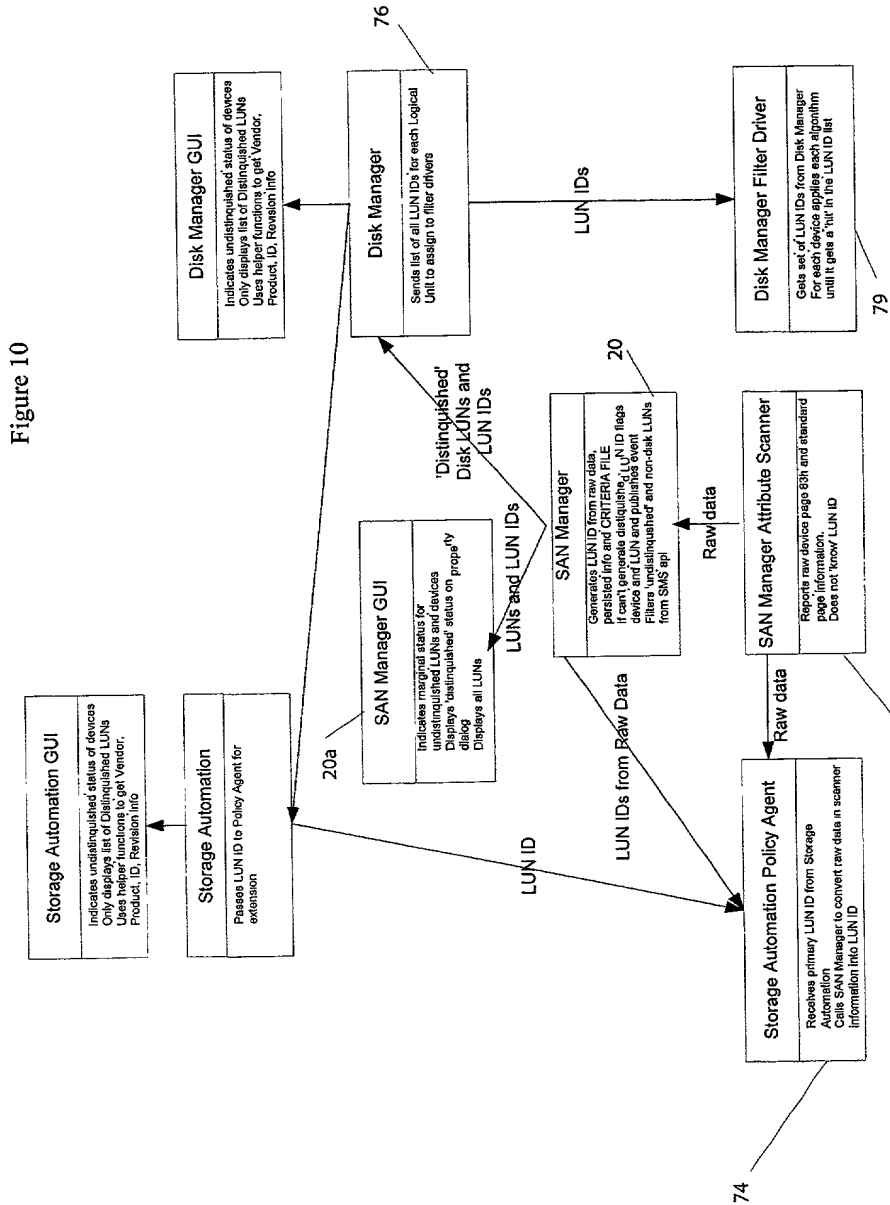 Figure 10
Storage Automation GUI
Indicates undistinguished status of devices
Only displays list of Distinguished LUNs
Uses helper functions to get Vendor,
Product, ID, Revision Info
Storage Automation
Passes LUN ID to Policy Agent for
extension
LUN ID
Storage Automation Policy Agent
Receives primary LUN ID from Storage
Automation
Calls SAN Manager to convert raw data in scanner
information into LUN ID
74
20a
SAN Manager GUI
Indicates marginal status for
undistinguished LUNs and devices
Displays 'distinguished' status on property
dialog
Displays all LUNs
LUNs and LUN IDs
LUN IDs from Raw Data
SAN Manager
Generates LUN ID from raw data,
persisted info and CRITERIA FILE
If can't generate distiquished LUN ID flags
device and LUN and publishes event
Filters 'undistinqushed' and non-disk LUNs
from SMS api
20
Raw data
Raw data
SAN Manager Attribute Scanner
Reports raw device page 83h and standard
page information.
Does not 'know' LUN ID
'Distinquished'
Disk LUNs and
LUN IDs
Disk Manager GUI
Indicates undistinguished status of devices
Only displays list of Distinquished LUNs
Uses helper functions to get Vendor,
Product, ID, Revision Info
76
Disk Manager
Sends list of all LUN IDs for each Logical
Unit to assign to filter drivers
LUN IDs
Disk Manager Filter Driver
Gets set of LUN IDs from Disk Manager
For each device applies each algorithm
until it gets a 'hit' in the LUN ID list
79